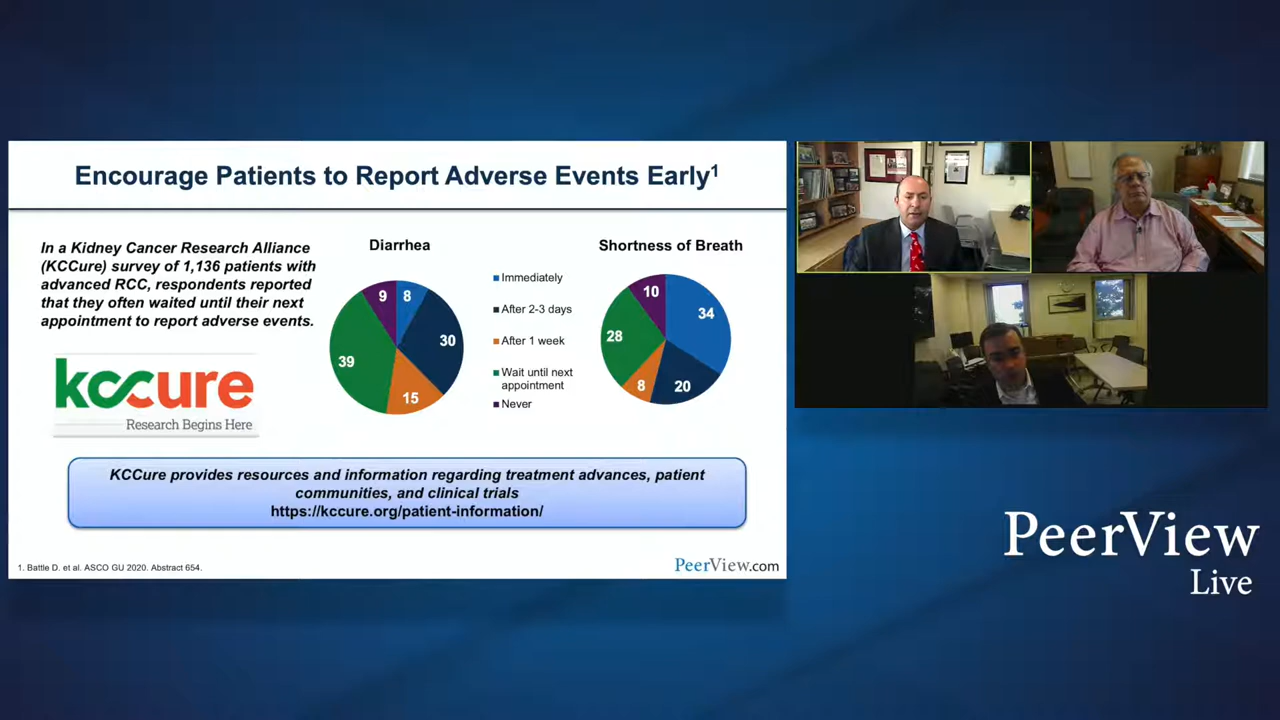 Encourage Patients to Report Adverse Events Early1
In a Kidney Cancer Research Alliance
(KCCure) survey of 1,136 patients with
advanced RCC, respondents reported
that they often waited until their next
appointment to report adverse events.
kccure
Research Begins Here
Diarrhea
9
8
30
39
15
Immediately
After 2-3 days
After 1 week
Wait until next
appointment
Never
Shortness of Breath
10
34
28
8
20
KCCure provides resources and information regarding treatment advances, patient
communities, and clinical trials
https://kccure.org/patient-information/
1. Battle D. et al. ASCO GU 2020. Abstract 654.
PeerView.com
PeerView
Live